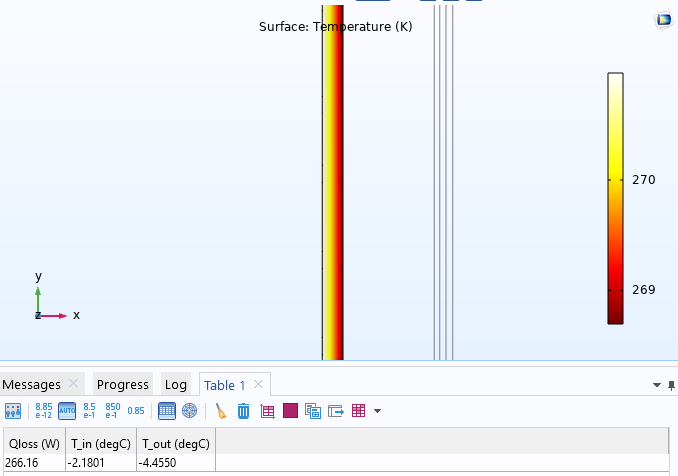 Surface: Temperature (K)
270
269
y
z x
Messages Progress Log Table 1
8.85 e-12 AUTO 8.5 e-1 850 e-1 0.85
Qloss (W) T_in (degC) T_out (degC)
266.16 -2.1801 -4.4550